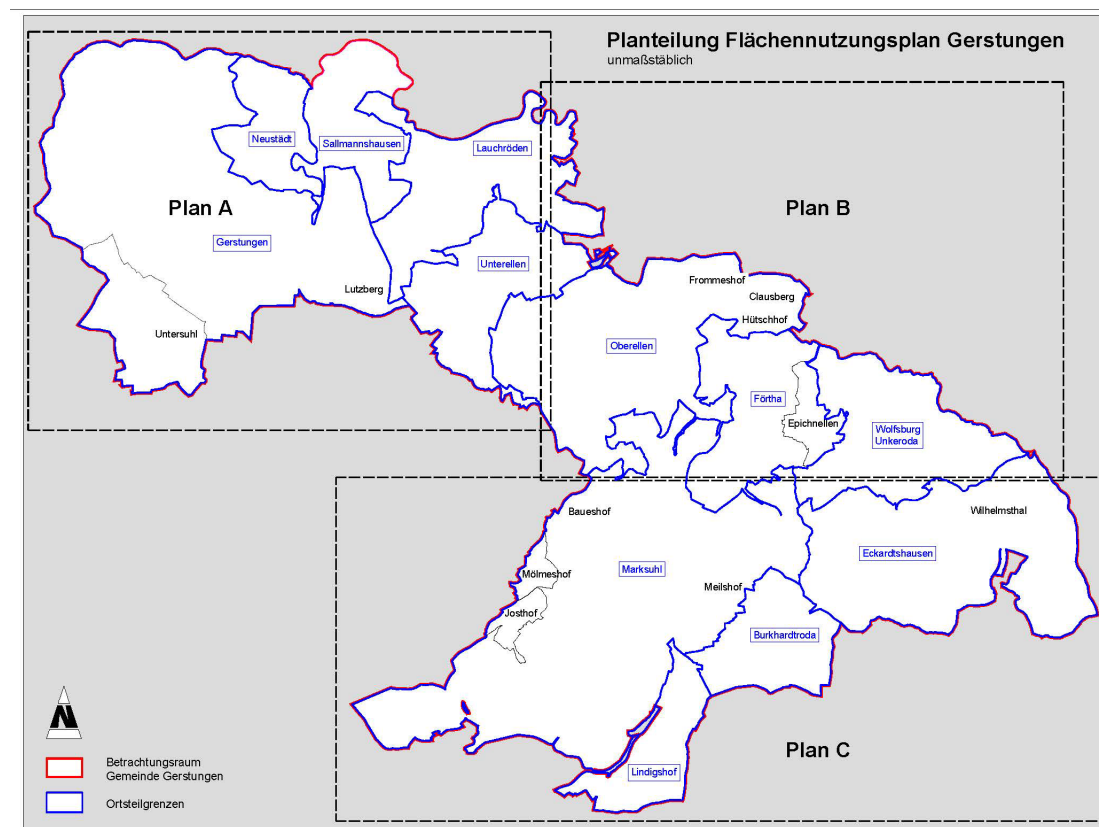 Planteilung Flächennutzungsplan Gerstungen
unmaßstäblich
Neustädt
Sallmannshausen
Lauchröden
Plan A
Plan B
Gerstungen
Unterellen
Lutzberg
Untersuhl
Frommeshof
Clausberg
Hütschhof
Oberellen
Förtha
Epichnellen
Wolfsburg
Unkeroda
Baueshof
Wilhelmsthal
Eckardtshausen
Marksuhl
Mölmeshof
Meilshof
Josthof
Burkhardtroda
Plan C
Lindigshof
N
Betrachtungsraum
Gemeinde Gerstungen
Ortsteilgrenzen